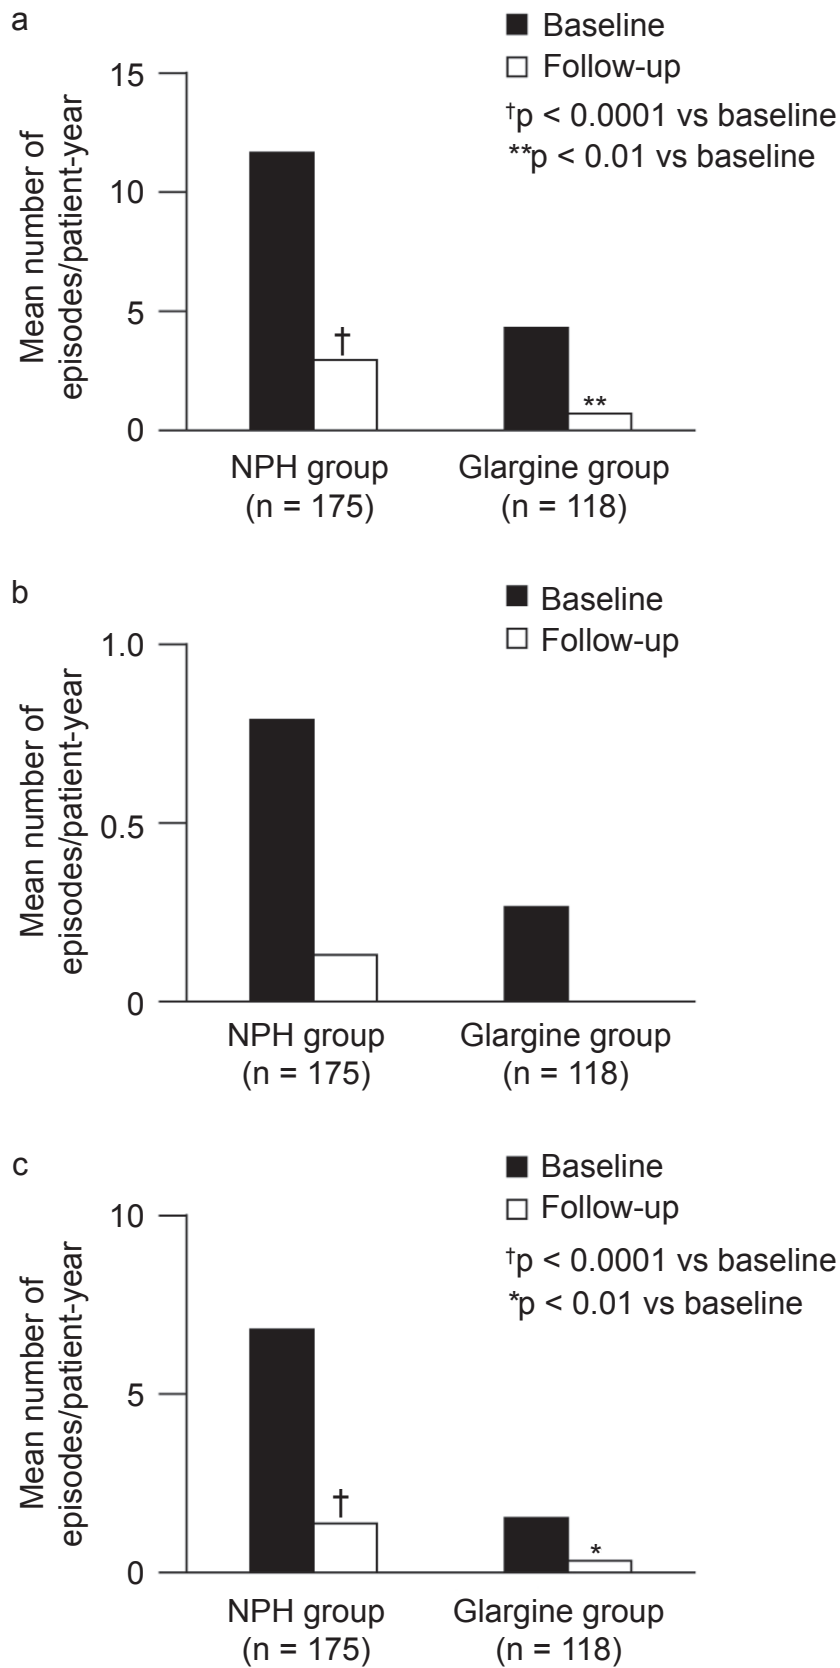 a
Baseline
Follow-up
†p < 0.0001 vs baseline
**p < 0.01 vs baseline
Mean number of
episodes/patient-year
15
10
5
0
†
**
NPH group
(n = 175)
Glargine group
(n = 118)
b
Baseline
Follow-up
Mean number of
episodes/patient-year
1.0
0.5
0
NPH group
(n = 175)
Glargine group
(n = 118)
c
Baseline
Follow-up
†p < 0.0001 vs baseline
*p < 0.01 vs baseline
Mean number of
episodes/patient-year
10
5
0
†
*
NPH group
(n = 175)
Glargine group
(n = 118)